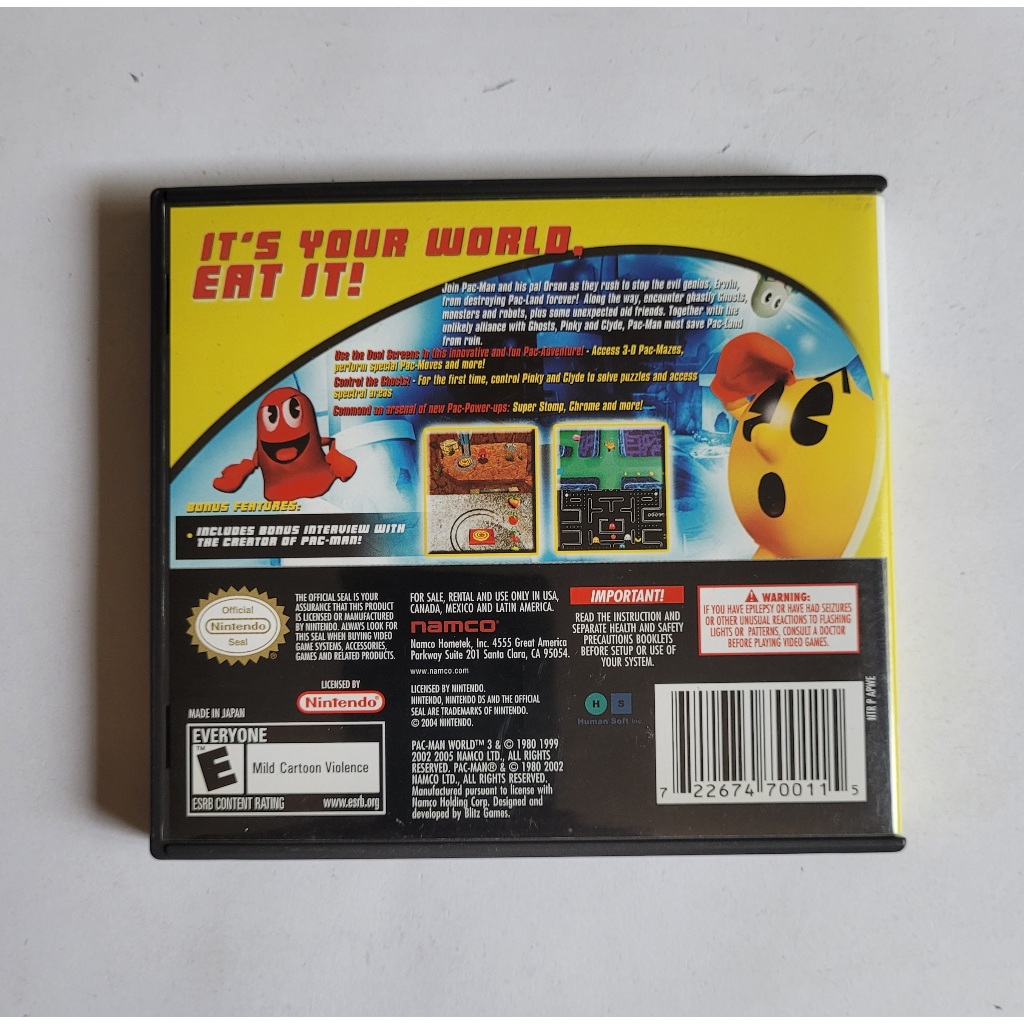 IT'S YOUR WORLD,
EAT IT!
Join Pac-Man and his pal Orson as they rush to stop the evil genius, Erwin,
from destroying Pac-Land forever! Along the way, encounter ghastly Ghosts,
monsters and robots, plus some unexpected old friends. Together with the
unlikely alliance with Ghosts, Pinky and Clyde, Pac-Man must save Pac-Land
from ruin.
Use the Dual Screens in this innovative and fun Pac-Adventure! - Access 3-D Pac-Mazes,
perform special Pac-Moves and more!
Control the Ghosts! - For the first time, control Pinky and Clyde to solve puzzles and access
spectral areas
Command an arsenal of new Pac-Power-ups: Super Stomp, Chrome and more!
BONUS FEATURES:
• INCLUDES BONUS INTERVIEW WITH
THE CREATOR OF PAC-MAN!
Official
Nintendo
Seal
®
THE OFFICIAL SEAL IS YOUR
ASSURANCE THAT THIS PRODUCT
IS LICENSED OR MANUFACTURED
BY NINTENDO. ALWAYS LOOK FOR
THIS SEAL WHEN BUYING VIDEO
GAME SYSTEMS, ACCESSORIES,
GAMES AND RELATED PRODUCTS.
LICENSED BY
Nintendo®
MADE IN JAPAN
EVERYONE
E™
Mild Cartoon Violence
ESRB CONTENT RATING www.esrb.org
FOR SALE, RENTAL AND USE ONLY IN USA,
CANADA, MEXICO AND LATIN AMERICA.
namco®
Namco Hometek, Inc. 4555 Great America
Parkway Suite 201 Santa Clara, CA 95054.
www.namco.com
LICENSED BY NINTENDO.
NINTENDO, NINTENDO DS AND THE OFFICIAL
SEAL ARE TRADEMARKS OF NINTENDO.
© 2004 NINTENDO.
PAC-MAN WORLD™ 3 & © 1980 1999
2002 2005 NAMCO LTD., ALL RIGHTS
RESERVED. PAC-MAN® & © 1980 2002
NAMCO LTD., ALL RIGHTS RESERVED.
Manufactured pursuant to license with
Namco Holding Corp. Designed and
developed by Blitz Games.
IMPORTANT!
READ THE INSTRUCTION AND
SEPARATE HEALTH AND SAFETY
PRECAUTIONS BOOKLETS
BEFORE SETUP OR USE OF
YOUR SYSTEM.
H S
Human Soft Inc.
WARNING:
IF YOU HAVE EPILEPSY OR HAVE HAD SEIZURES
OR OTHER UNUSUAL REACTIONS TO FLASHING
LIGHTS OR PATTERNS, CONSULT A DOCTOR
BEFORE PLAYING VIDEO GAMES.
NTR P APWE
7 22674 70011 5